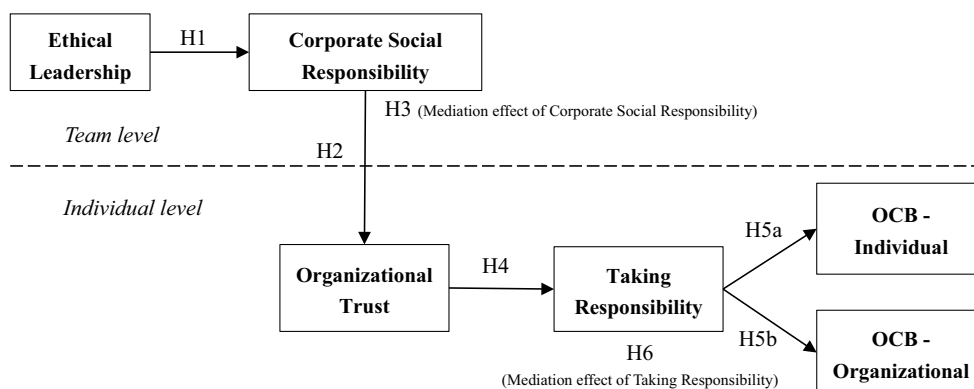 Ethical
Leadership
H1
Corporate Social
Responsibility
H3 (Mediation effect of Corporate Social Responsibility)
Team level
H2
Individual level
Organizational
Trust
H4
Taking
Responsibility
H5a
OCB -
Individual
H5b
OCB -
Organizational
H6
(Mediation effect of Taking Responsibility)